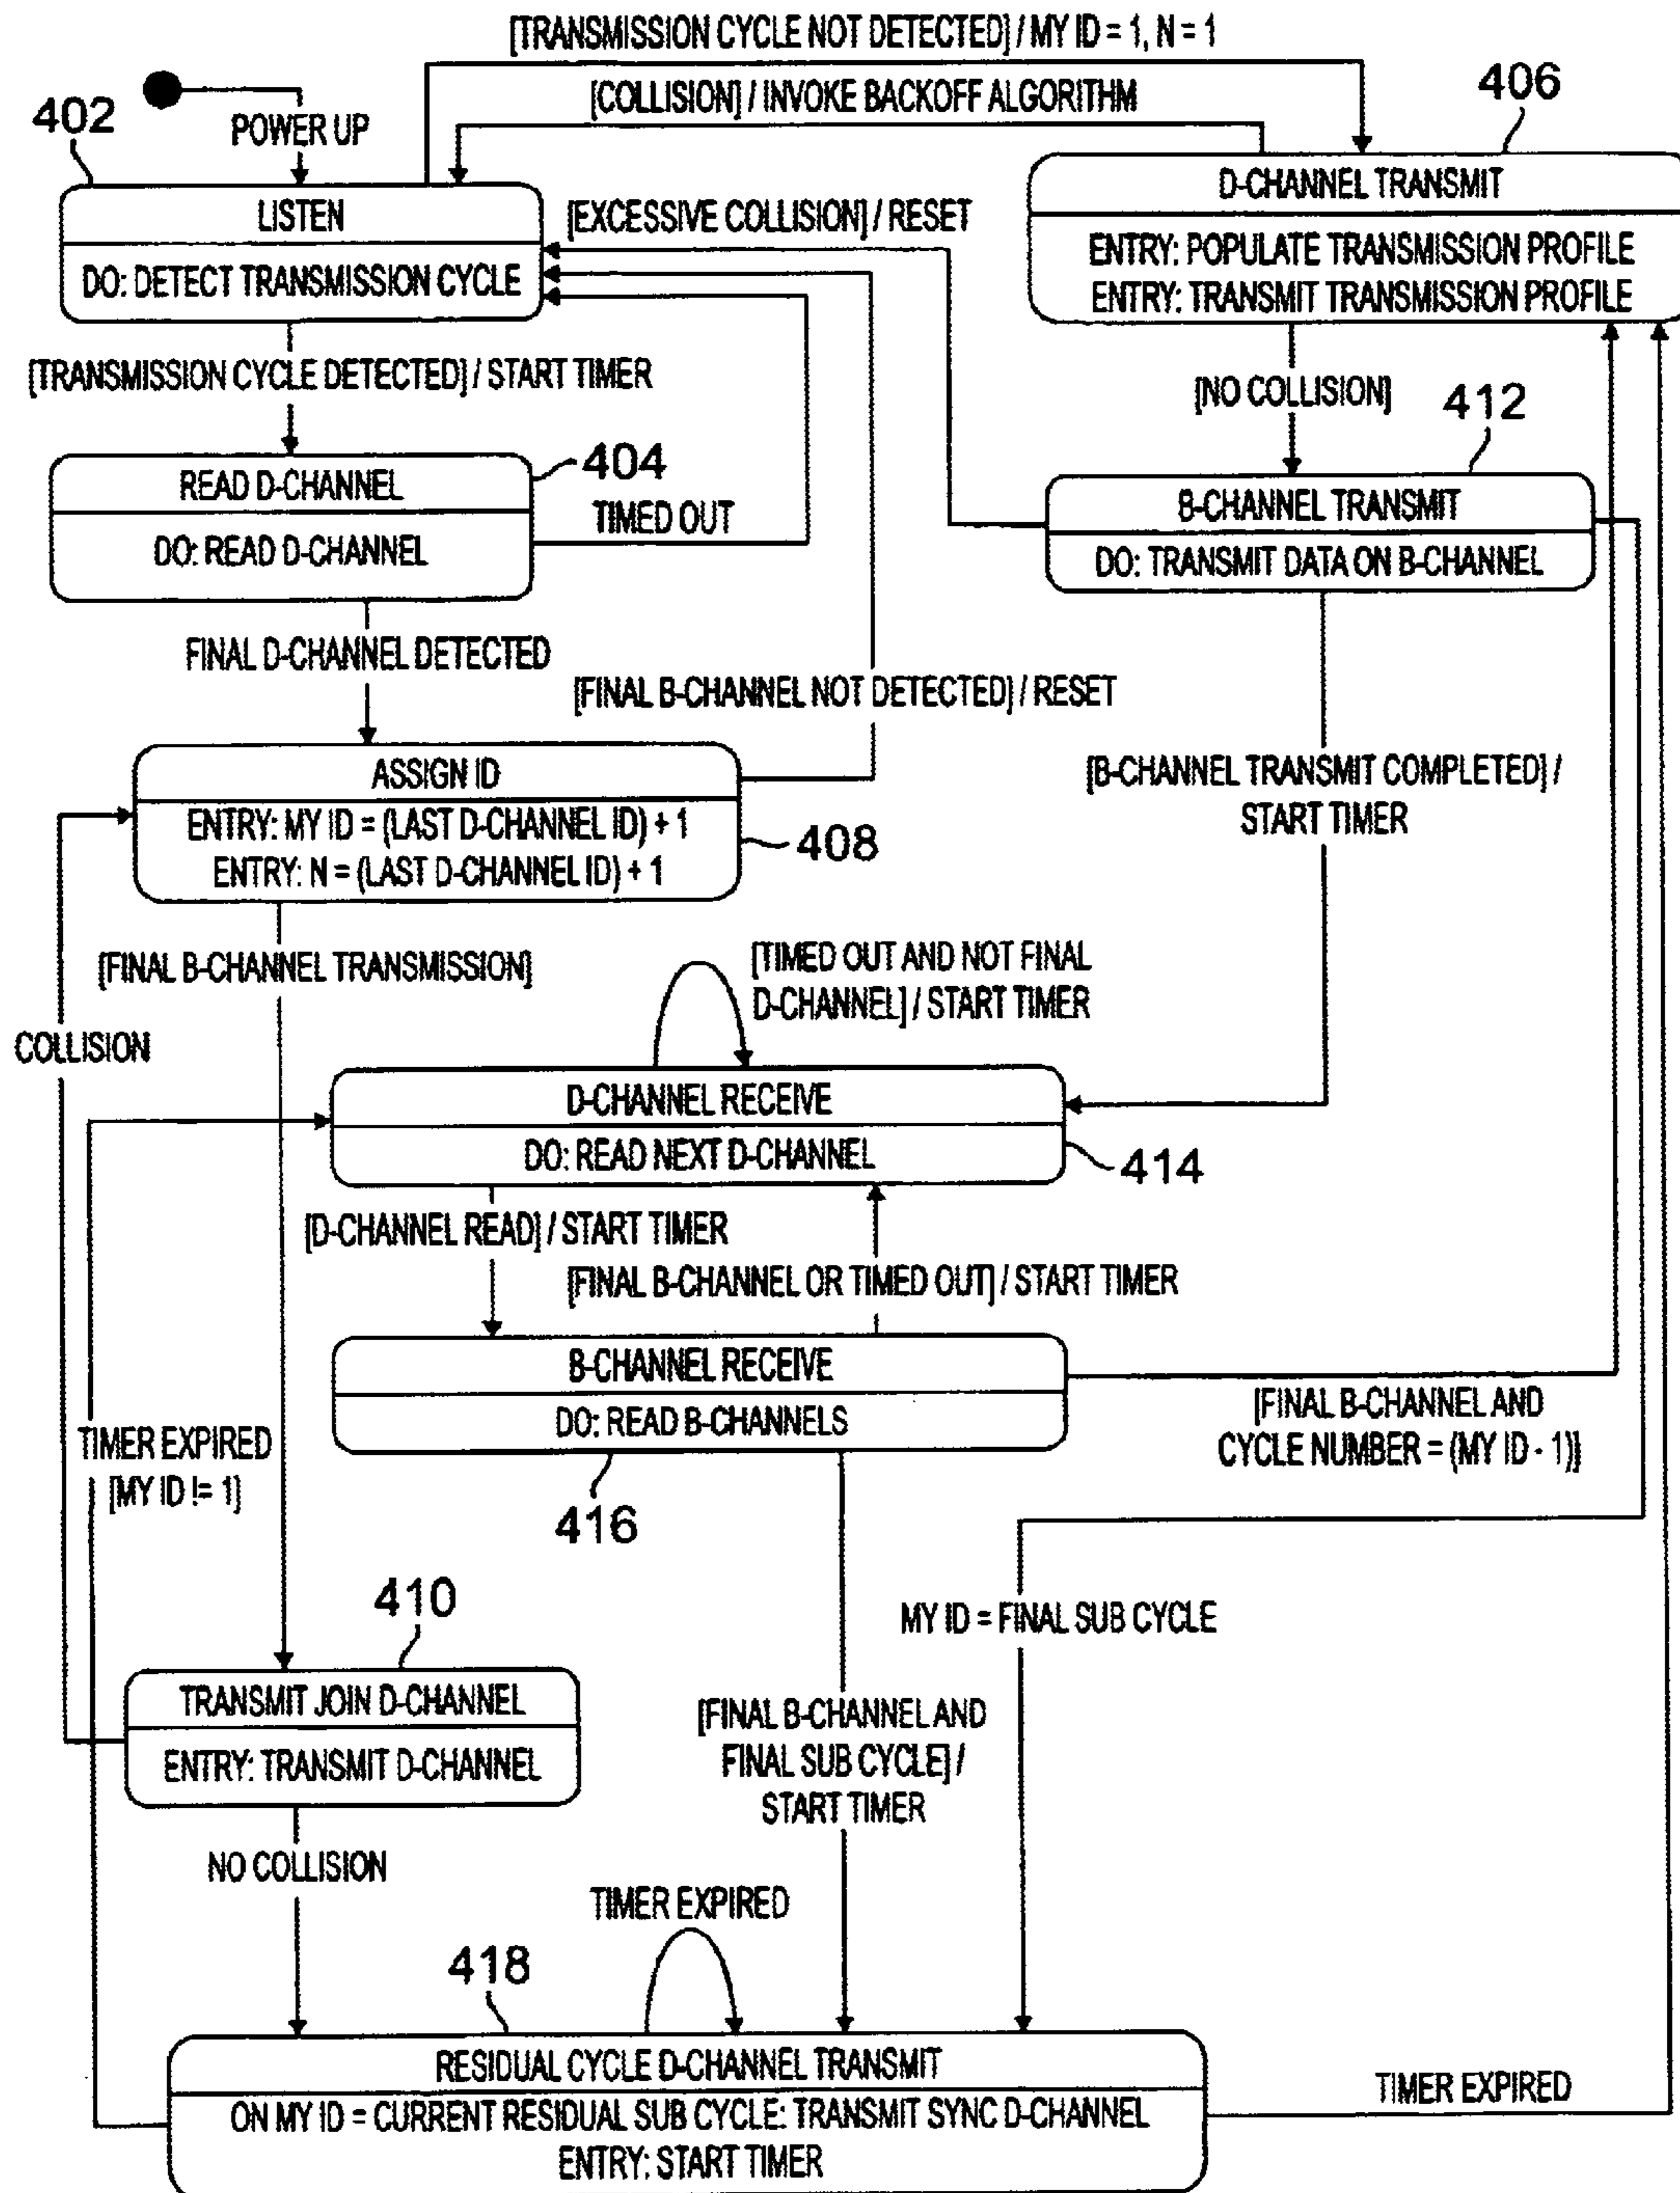 [TRANSMISSION CYCLE NOT DETECTED] / MY ID = 1, N = 1
[COLLISION] / INVOKE BACKOFF ALGORITHM
406
402
POWER UP
D-CHANNEL TRANSMIT
ENTRY: POPULATE TRANSMISSION PROFILE
ENTRY: TRANSMIT TRANSMISSION PROFILE
LISTEN
DO: DETECT TRANSMISSION CYCLE
[EXCESSIVE COLLISION] / RESET
[TRANSMISSION CYCLE DETECTED] / START TIMER
[NO COLLISION]
412
READ D-CHANNEL
DO: READ D-CHANNEL
404
TIMED OUT
B-CHANNEL TRANSMIT
DO: TRANSMIT DATA ON B-CHANNEL
FINAL D-CHANNEL DETECTED
[FINAL B-CHANNEL NOT DETECTED] / RESET
ASSIGN ID
ENTRY: MY ID = (LAST D-CHANNEL ID) + 1
ENTRY: N = (LAST D-CHANNEL ID) + 1
408
[B-CHANNEL TRANSMIT COMPLETED] /
START TIMER
[FINAL B-CHANNEL TRANSMISSION]
[TIMED OUT AND NOT FINAL
D-CHANNEL] / START TIMER
COLLISION
D-CHANNEL RECEIVE
DO: READ NEXT D-CHANNEL
414
[D-CHANNEL READ] / START TIMER
[FINAL B-CHANNEL OR TIMED OUT] / START TIMER
B-CHANNEL RECEIVE
DO: READ B-CHANNELS
416
[FINAL B-CHANNEL AND
CYCLE NUMBER = (MY ID - 1)]
TIMER EXPIRED
[MY ID != 1]
410
MY ID = FINAL SUB CYCLE
TRANSMIT JOIN D-CHANNEL
ENTRY: TRANSMIT D-CHANNEL
[FINAL B-CHANNEL AND
FINAL SUB CYCLE] /
START TIMER
NO COLLISION
TIMER EXPIRED
418
RESIDUAL CYCLE D-CHANNEL TRANSMIT
ON MY ID = CURRENT RESIDUAL SUB CYCLE: TRANSMIT SYNC D-CHANNEL
ENTRY: START TIMER
TIMER EXPIRED